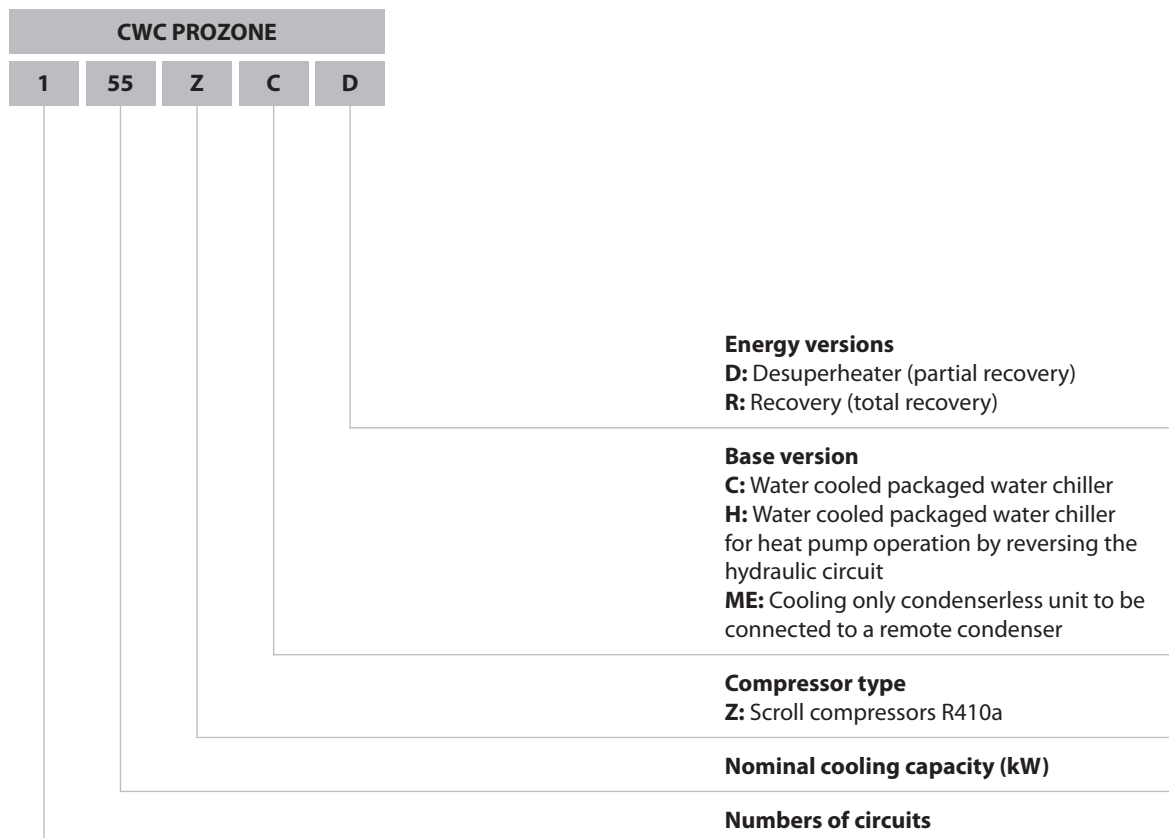 CWC PROZONE
1 55 Z C D
Energy versions
D: Desuperheater (partial recovery)
R: Recovery (total recovery)
Base version
C: Water cooled packaged water chiller
H: Water cooled packaged water chiller
for heat pump operation by reversing the
hydraulic circuit
ME: Cooling only condenserless unit to be
connected to a remote condenser
Compressor type
Z: Scroll compressors R410a
Nominal cooling capacity (kW)
Numbers of circuits